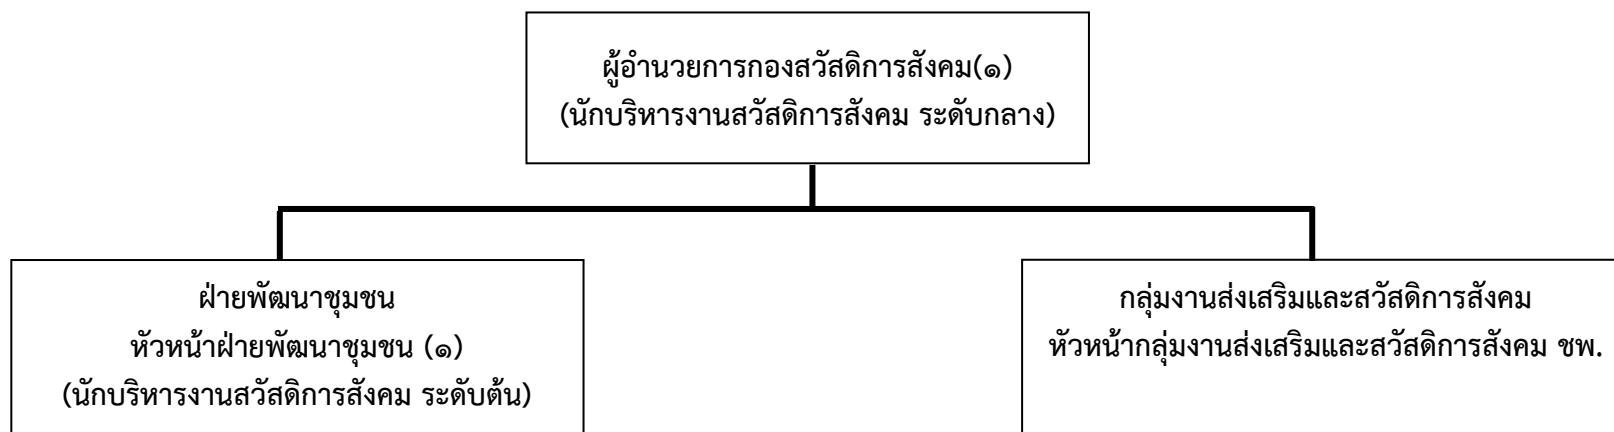 ผู้อำนวยการกองสวัสดิการสังคม(๑)
(นักบริหารงานสวัสดิการสังคม ระดับกลาง)
ฝ่ายพัฒนาชุมชน
หัวหน้าฝ่ายพัฒนาชุมชน (๑)
(นักบริหารงานสวัสดิการสังคม ระดับต้น)
กลุ่มงานส่งเสริมและสวัสดิการสังคม
หัวหน้ากลุ่มงานส่งเสริมและสวัสดิการสังคม ชพ.